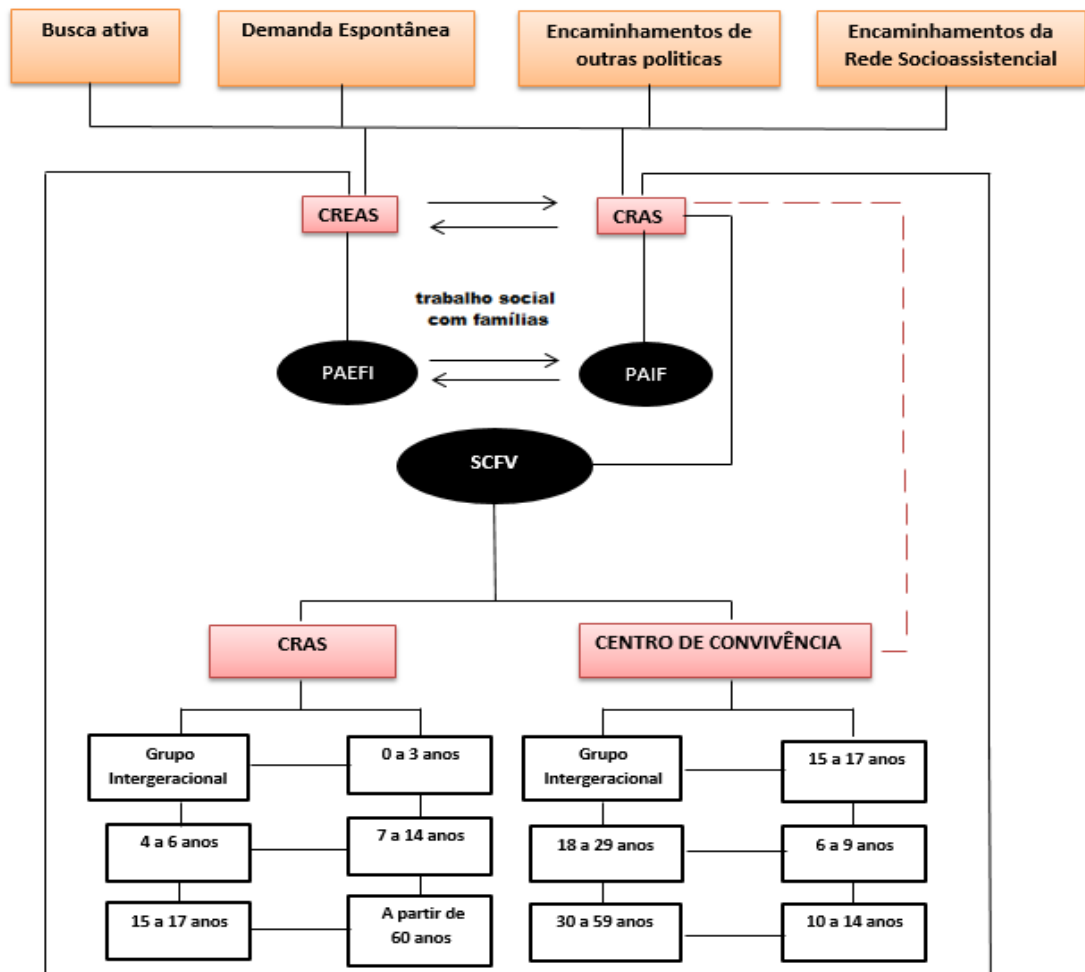 Busca ativa
Demanda Espontânea
Encaminhamentos de
outras politicas
Encaminhamentos da
Rede Socioassistencial
CREAS
CRAS
trabalho social
com famílias
PAEFI
PAIF
SCFV
CRAS
CENTRO DE CONVIVÊNCIA
Grupo
Intergeracional
0 a 3 anos
4 a 6 anos
7 a 14 anos
15 a 17 anos
A partir de
60 anos
Grupo
Intergeracional
15 a 17 anos
18 a 29 anos
6 a 9 anos
30 a 59 anos
10 a 14 anos